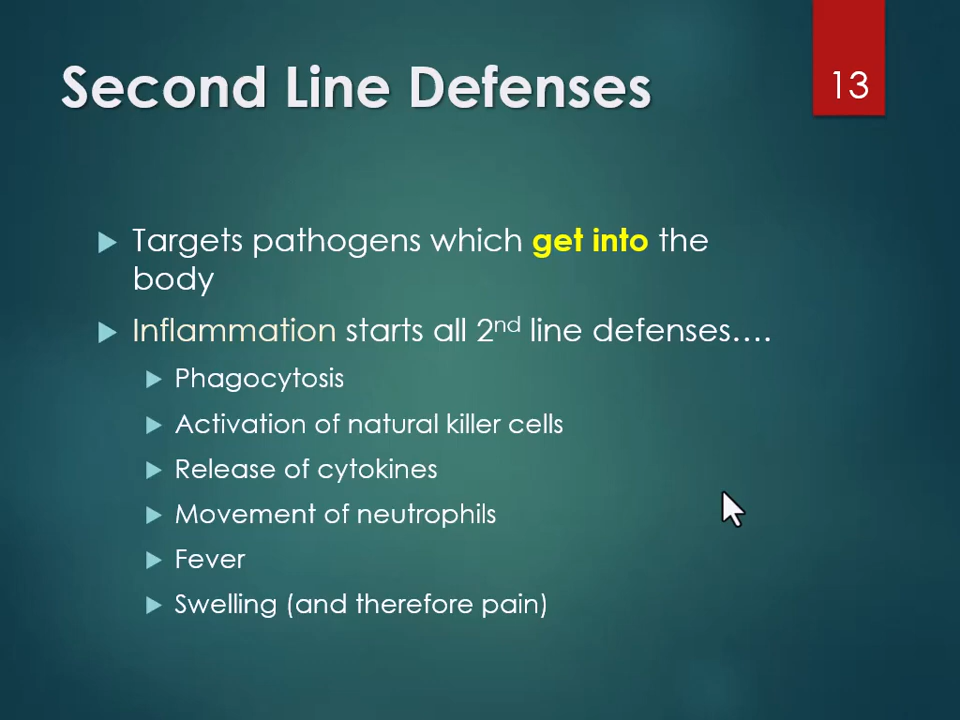 Second Line Defenses
13
Targets pathogens which get into the
body
Inflammation starts all 2nd line defenses....
Phagocytosis
Activation of natural killer cells
Release of cytokines
Movement of neutrophils
Fever
Swelling (and therefore pain)